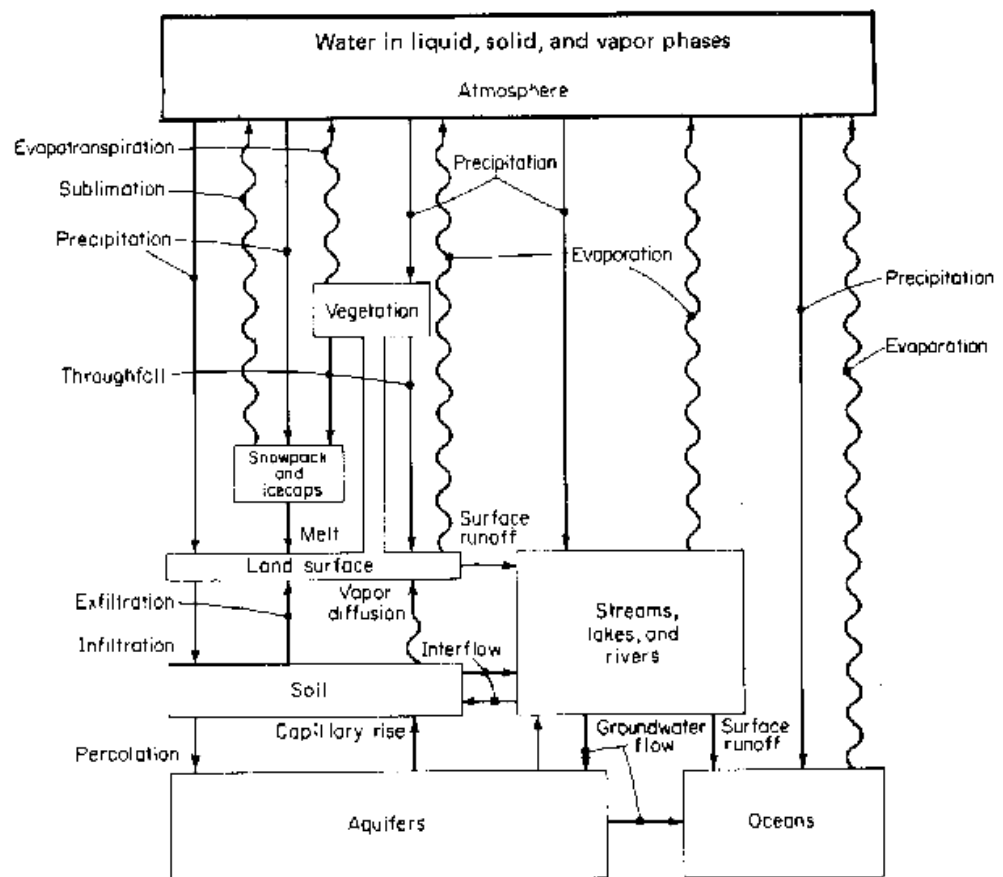 Water in liquid, solid, and vapor phases
Atmosphere
Evapotranspiration
Sublimation
Precipitation
Precipitation
Evaporation
Precipitation
Evaporation
Vegetation
Throughfall
Snowpack
and
icecaps
Melt
Surface
runoff
Land surface
Vapor
diffusion
Exfiltration
Infiltration
Interflow
Streams,
lakes, and
rivers
Soil
Capillary rise
Percolation
Groundwater
flow
Surface
runoff
Aquifers
Oceans